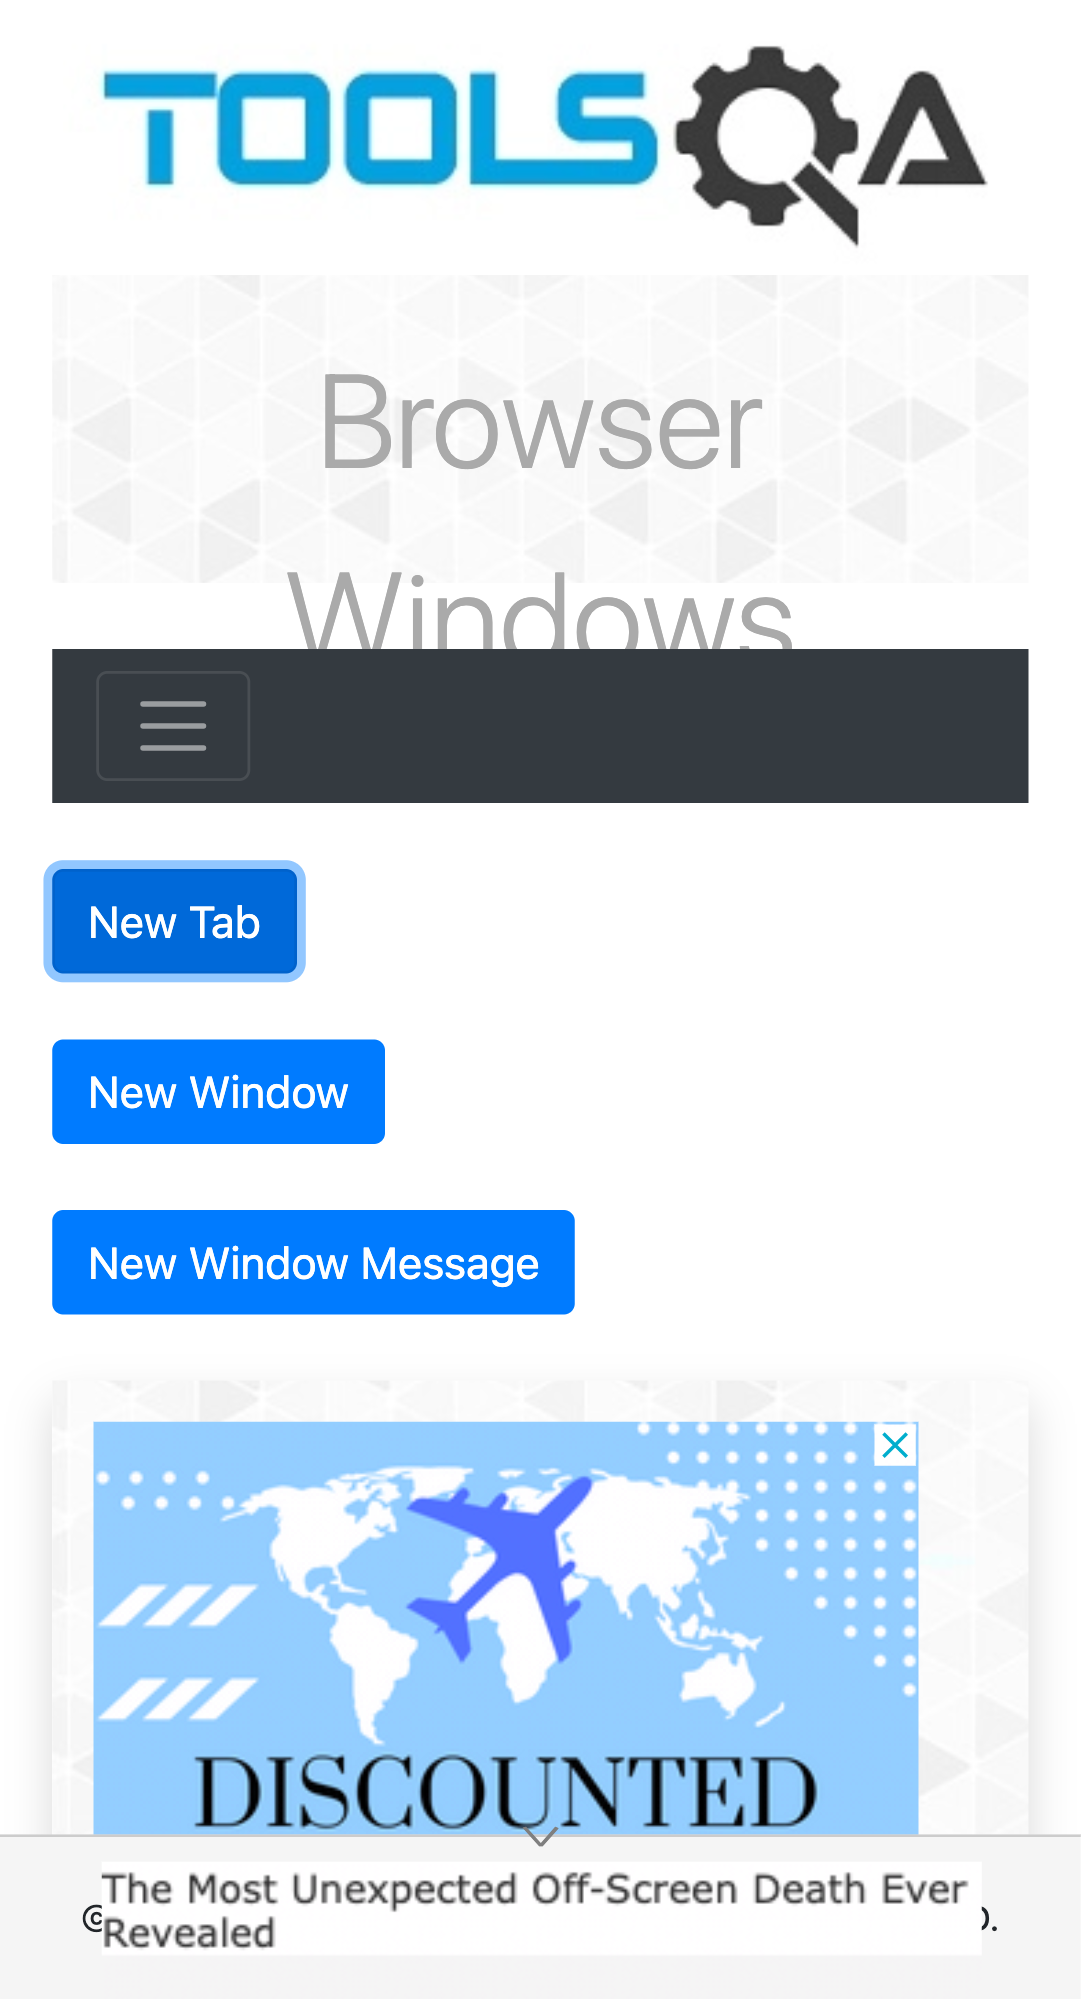 TOOLSQA
Browser
Windows
New Tab
New Window
New Window Message
DISCOUNTED
The Most Unexpected Off-Screen Death Ever
Revealed
©
.